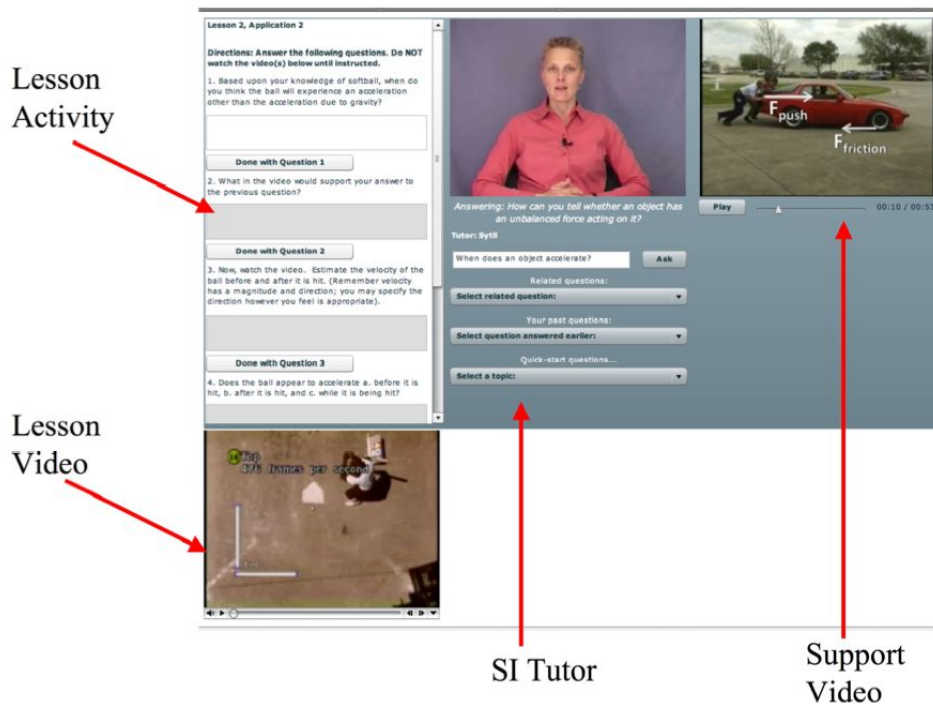 Lesson
Activity
Lesson
Video
Lesson 2, Application 2
Directions: Answer the following questions. Do NOT
watch the video(s) below until instructed.
1. Based upon your knowledge of softball, when do
you think the ball will experience an acceleration
other than the acceleration due to gravity?
Done with Question 1
2. What in the video would support your answer to
the previous question?
Done with Question 2
3. Now, watch the video. Estimate the velocity of the
ball before and after it is hit. (Remember velocity
has a magnitude and direction; you may specify the
direction however you feel is appropriate).
Done with Question 3
4. Does the ball appear to accelerate a. before it is
hit, b. after it is hit, and c. while it is being hit?
Top
476 frames per second
Answering: How can you tell whether an object has
an unbalanced force acting on it?
Tutor: Sytil
When does an object accelerate?
Ask
Related questions:
Select related question:
Your past questions:
Select question answered earlier:
Quick-start questions...
Select a topic:
F push
F friction
Play
00:10 / 00:53
SI Tutor
Support
Video